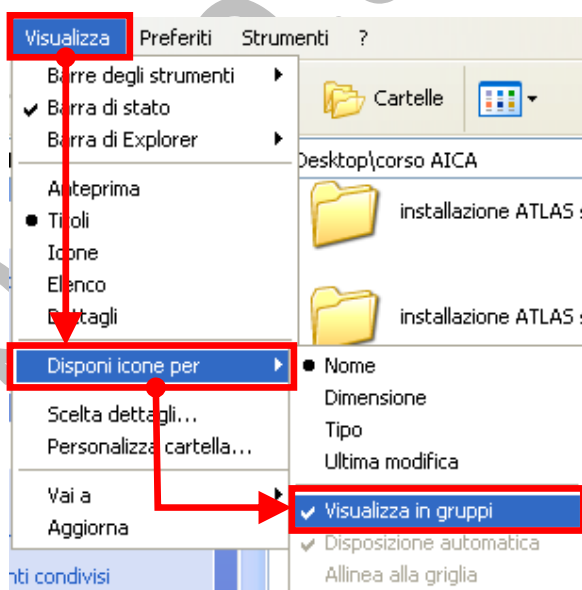 Visualizza Preferiti Strumenti ?
Barre degli strumenti
Barra di stato
Barra di Explorer
Cartelle
Desktop\corso AICA
Anteprima
Titoli
Icone
Elenco
Dettagli
installazione ATLAS
installazione ATLAS
Disponi icone per
Scelta dettagli...
Personalizza cartella...
Vai a
Aggiorna
Nome
Dimensione
Tipo
Ultima modifica
Visualizza in gruppi
Disposizione automatica
Allinea alla griglia
nti condivisi